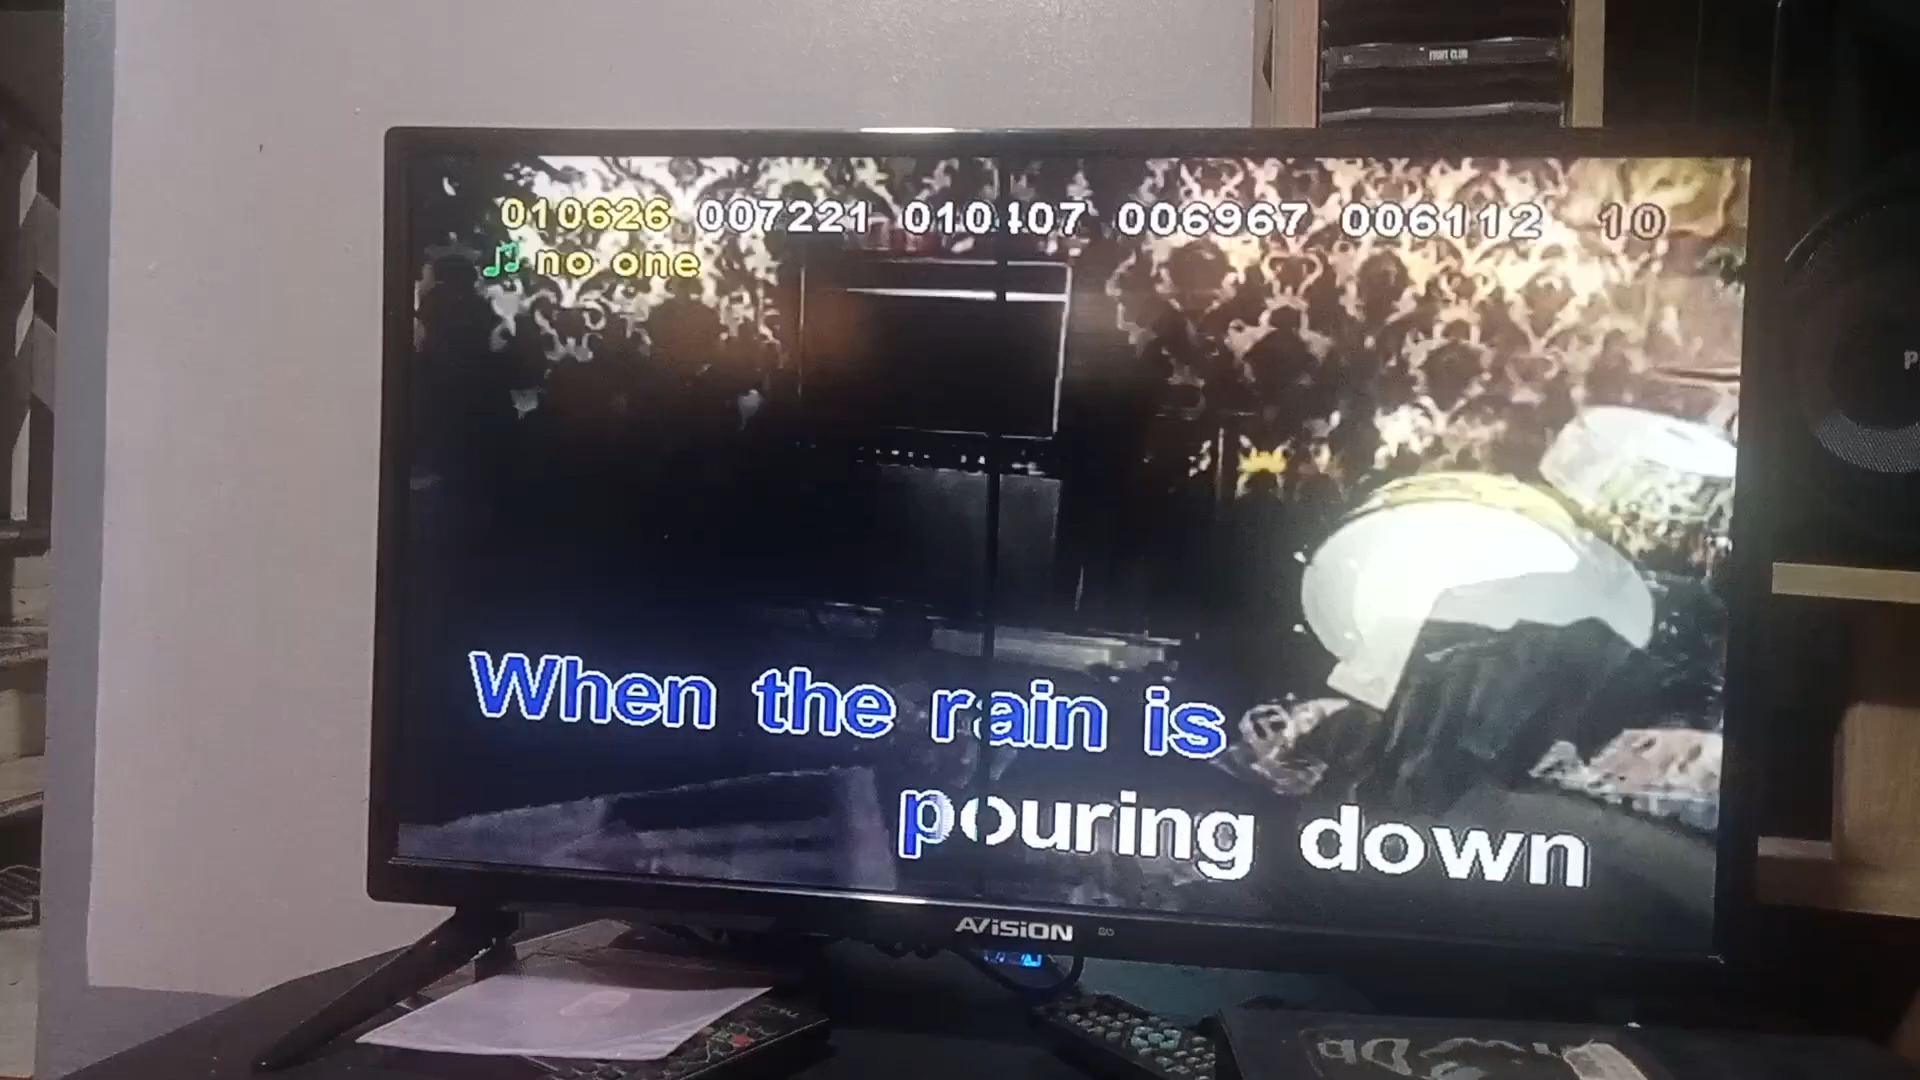 FIGHT CLUB
010626 007221 010407 006967 006112 10
no one
When the rain is
pouring down
AVISION